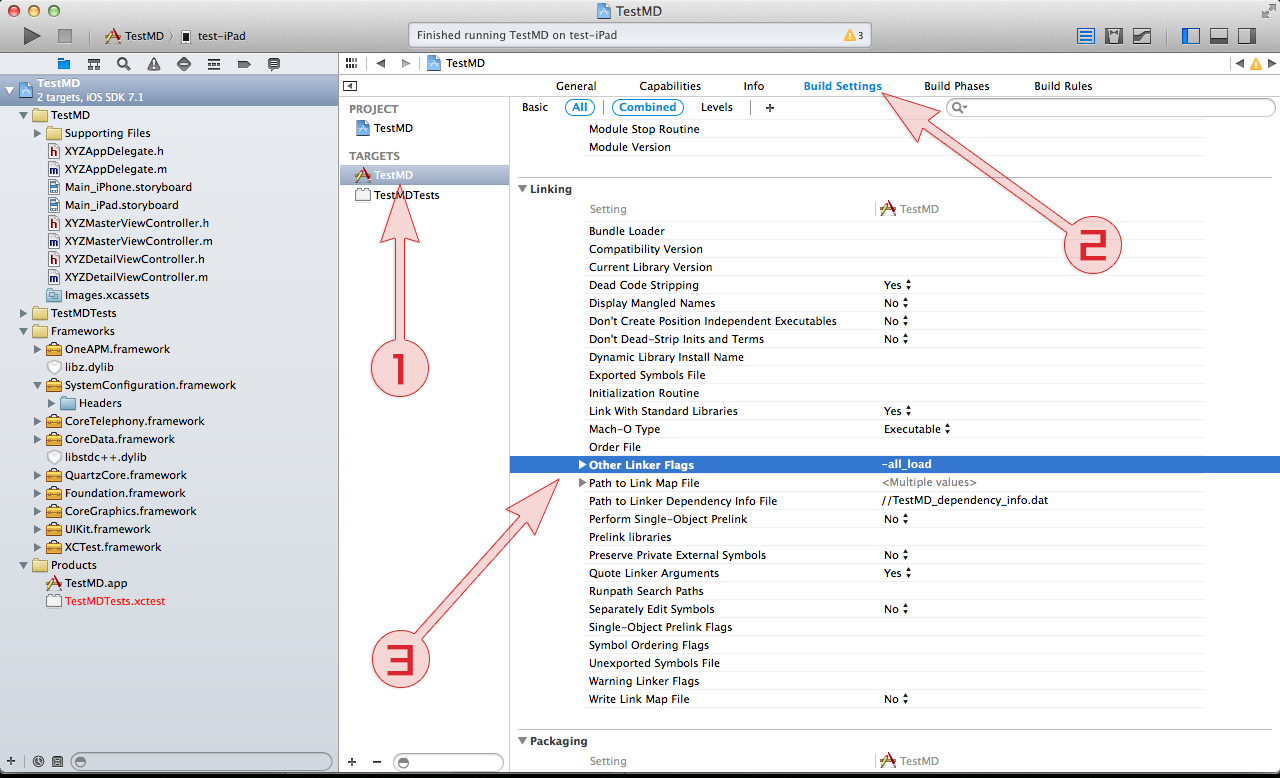 TestMD
TestMD test-iPad
Finished running TestMD on test-iPad 3
TestMD
2 targets, iOS SDK 7.1
TestMD
Supporting Files
h XYZAppDelegate.h
m XYZAppDelegate.m
Main_iPhone.storyboard
Main_iPad.storyboard
h XYZMasterViewController.h
m XYZMasterViewController.m
h XYZDetailViewController.h
m XYZDetailViewController.m
Images.xcassets
TestMDTests
Frameworks
OneAPM.framework
libz.dylib
SystemConfiguration.framework
Headers
CoreTelephony.framework
CoreData.framework
libstdc++.dylib
QuartzCore.framework
Foundation.framework
CoreGraphics.framework
UIKit.framework
XCTest.framework
Products
TestMD.app
TestMDTests.xctest
TestMD
PROJECT
TestMD
TARGETS
TestMD
TestMDTests
1
3
General Capabilities Info Build Settings Build Phases Build Rules
Basic All Combined Levels +
2
Module Stop Routine
Module Version
Linking
Setting TestMD
Bundle Loader
Compatibility Version
Current Library Version
Dead Code Stripping Yes
Display Mangled Names No
Don't Create Position Independent Executables No
Don't Dead-Strip Inits and Terms No
Dynamic Library Install Name
Exported Symbols File
Initialization Routine
Link With Standard Libraries Yes
Mach-O Type Executable
Order File
Other Linker Flags -all_load
Path to Link Map File <Multiple values>
Path to Linker Dependency Info File //TestMD_dependency_info.dat
Perform Single-Object Prelink No
Prelink libraries
Preserve Private External Symbols No
Quote Linker Arguments Yes
Runpath Search Paths
Separately Edit Symbols No
Single-Object Prelink Flags
Symbol Ordering Flags
Unexported Symbols File
Warning Linker Flags
Write Link Map File No
Packaging
Setting TestMD